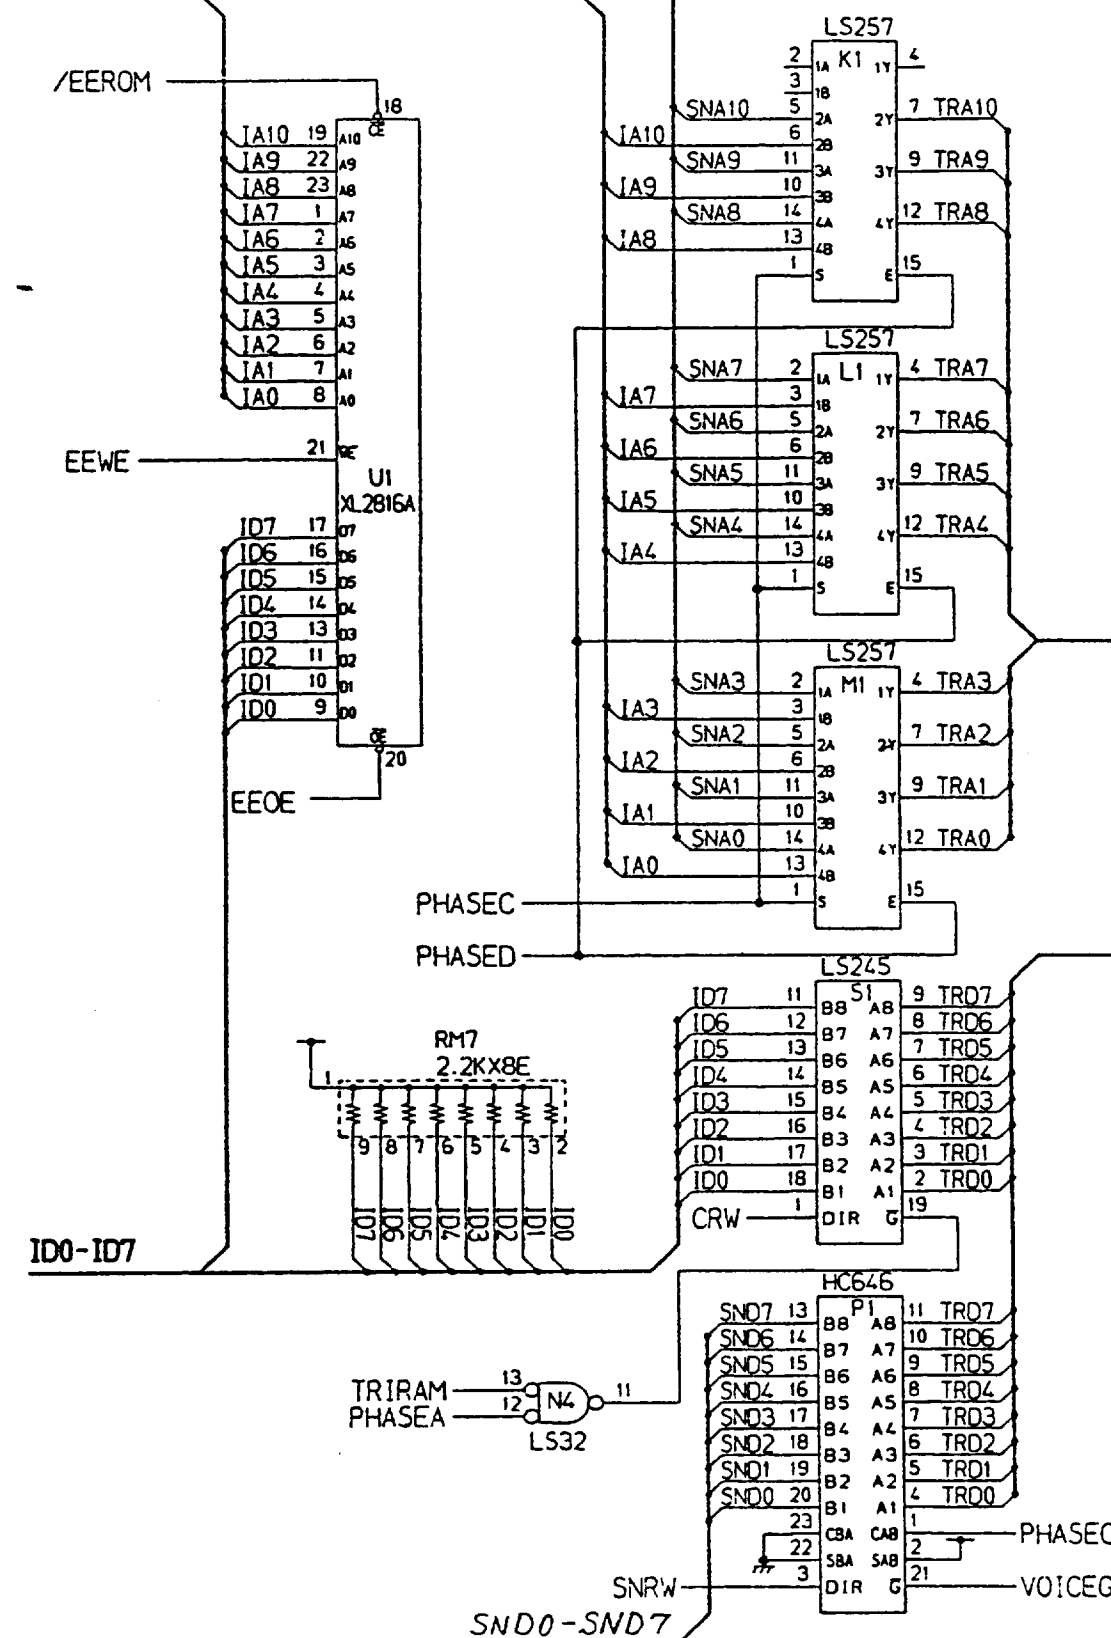 /EEROM
18
CE
IA10 19 A10
IA9 22 A9
IA8 23 A8
IA7 1 A7
IA6 2 A6
IA5 3 A5
IA4 4 A4
IA3 5 A3
IA2 6 A2
IA1 7 A1
IA0 8 A0
EEWE 21 WE
U1
XL2816A
ID7 17 D7
ID6 16 D6
ID5 15 D5
ID4 14 D4
ID3 13 D3
ID2 11 D2
ID1 10 D1
ID0 9 D0
OE
20
EEOE
LS257
K1
2 1A 1Y 4
3 1B
SNA10 5 2A 2Y 7 TRA10
IA10 6 2B
SNA9 11 3A 3Y 9 TRA9
IA9 10 3B
SNA8 14 4A 4Y 12 TRA8
IA8 13 4B
1 S E 15
LS257
L1
SNA7 2 1A 1Y 4 TRA7
IA7 3 1B
SNA6 5 2A 2Y 7 TRA6
IA6 6 2B
SNA5 11 3A 3Y 9 TRA5
IA5 10 3B
SNA4 14 4A 4Y 12 TRA4
IA4 13 4B
1 S E 15
LS257
M1
SNA3 2 1A 1Y 4 TRA3
IA3 3 1B
SNA2 5 2A 2Y 7 TRA2
IA2 6 2B
SNA1 11 3A 3Y 9 TRA1
IA1 10 3B
SNA0 14 4A 4Y 12 TRA0
IA0 13 4B
PHASEC 1 S E 15
PHASED
LS245
S1
ID7 11 B8 A8 9 TRD7
ID6 12 B7 A7 8 TRD6
ID5 13 B6 A6 7 TRD5
ID4 14 B5 A5 6 TRD4
ID3 15 B4 A4 5 TRD3
ID2 16 B3 A3 4 TRD2
ID1 17 B2 A2 3 TRD1
ID0 18 B1 A1 2 TRD0
CRW 1 DIR G 19
RM7
2.2KX8E
1
9 8 7 6 5 4 3 2
ID7 ID6 ID5 ID4 ID3 ID2 ID1 ID0
ID0-ID7
HC646
P1
SND7 13 B8 A8 11 TRD7
SND6 14 B7 A7 10 TRD6
SND5 15 B6 A6 9 TRD5
SND4 16 B5 A5 8 TRD4
SND3 17 B4 A4 7 TRD3
SND2 18 B3 A3 6 TRD2
SND1 19 B2 A2 5 TRD1
SND0 20 B1 A1 4 TRD0
23 CBA CAB 1 PHASEC
22 SBA SAB 2
SNRW 3 DIR G 21 VOICEG
TRIRAM 13
PHASEA 12
N4 11
LS32
SND0-SND7